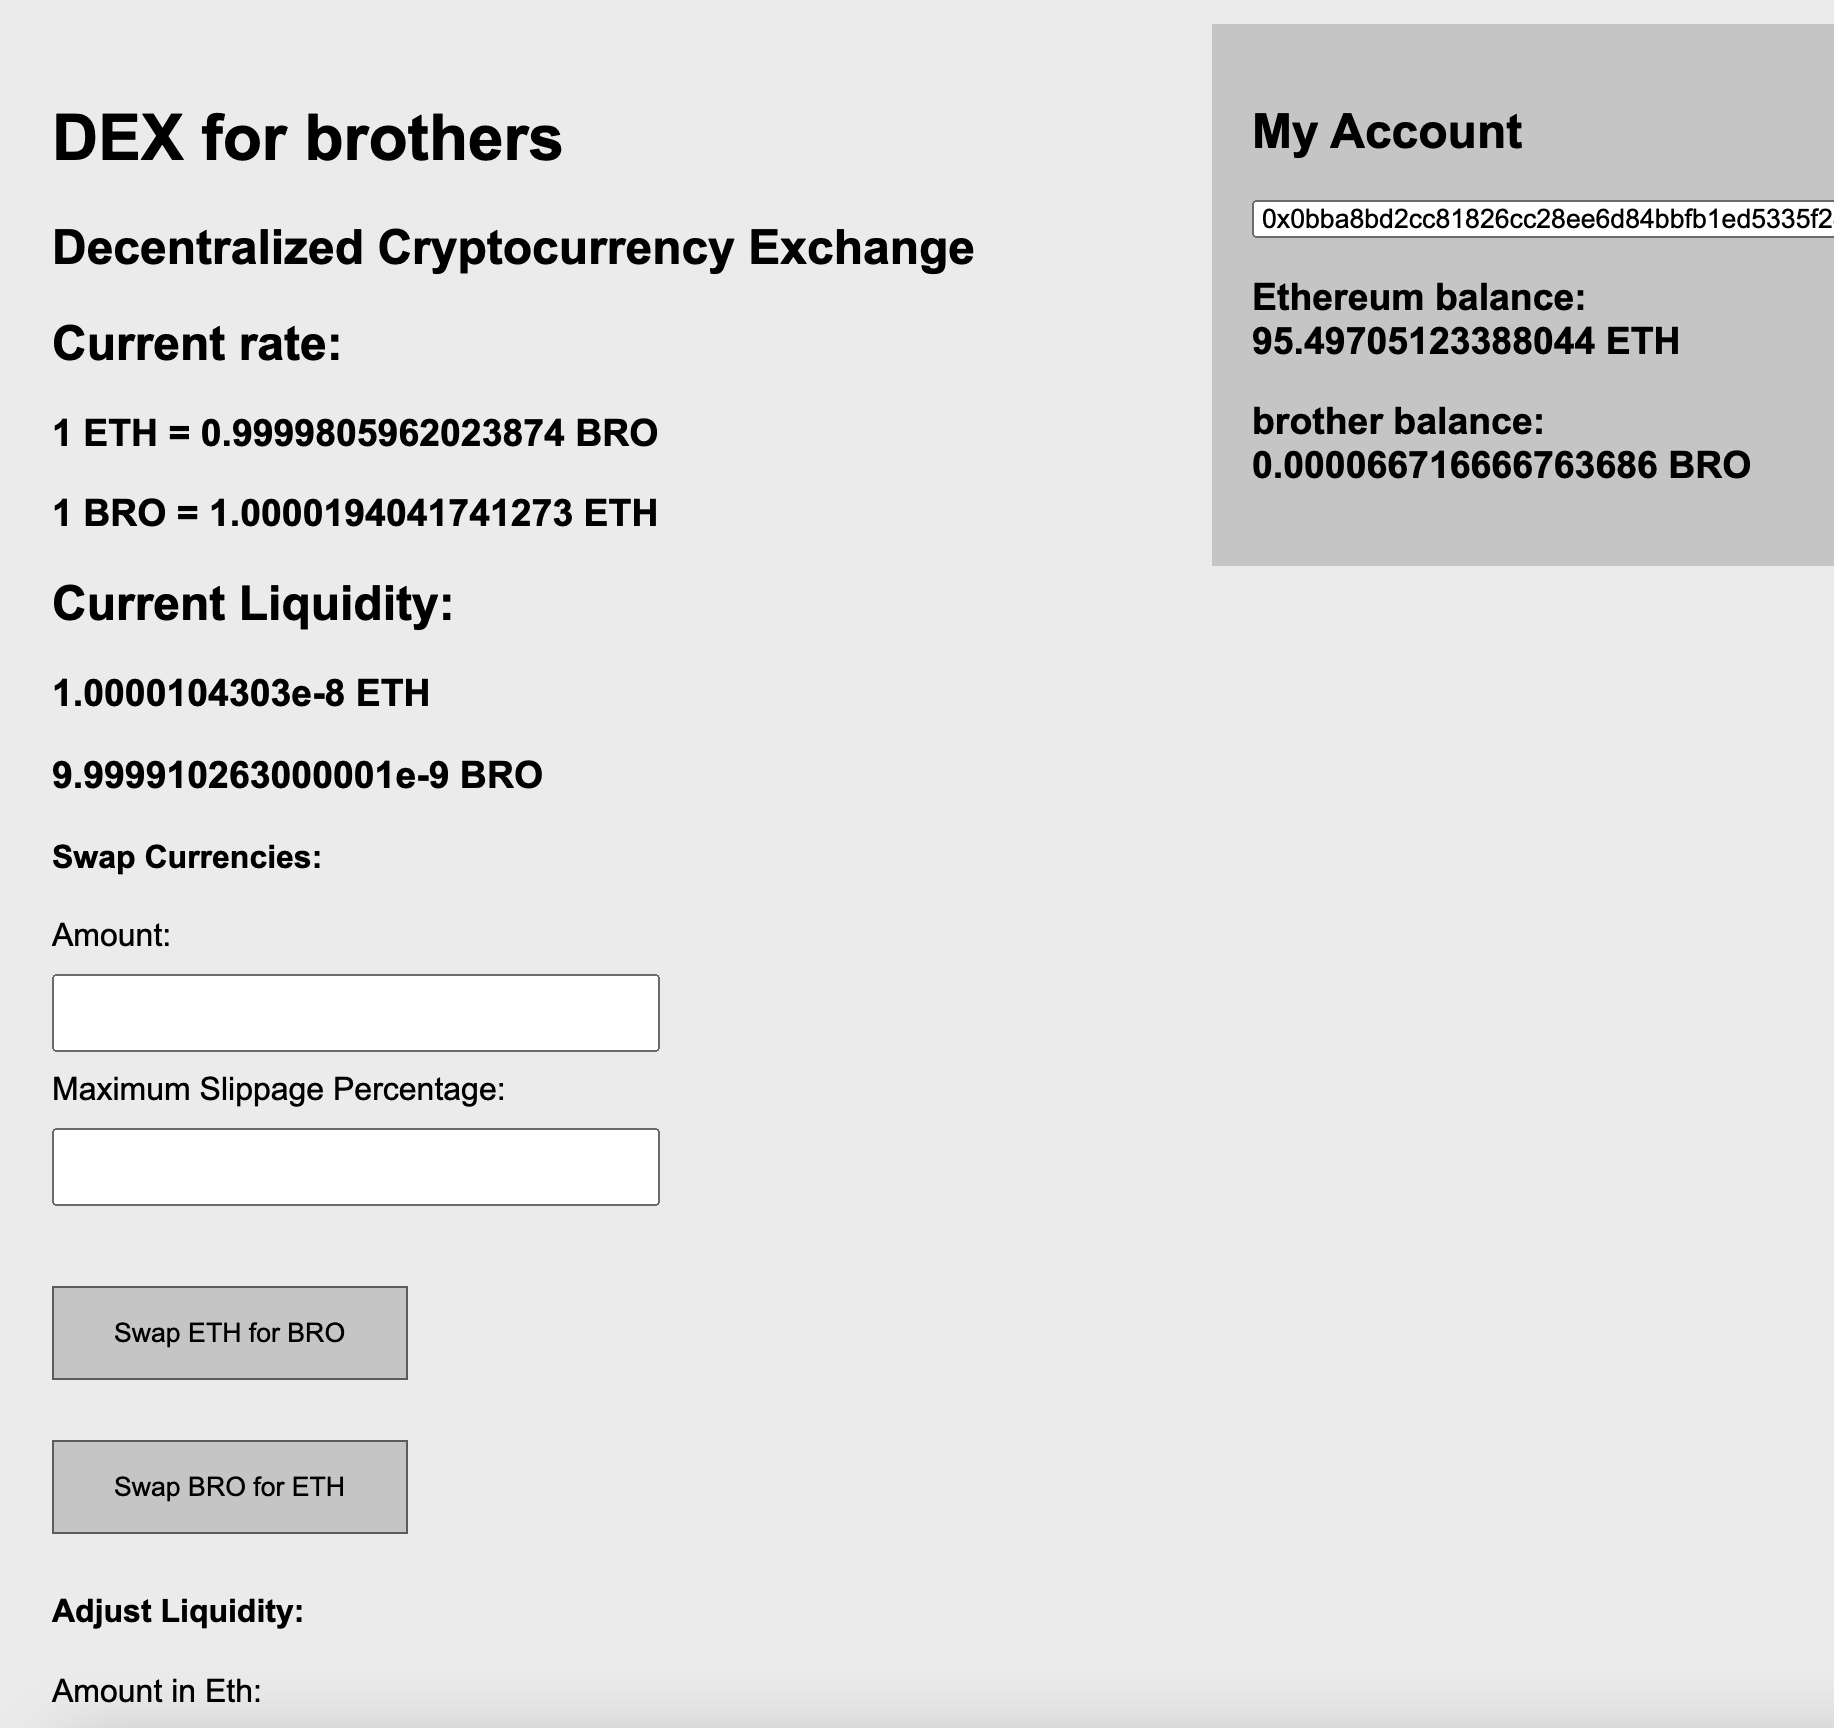 DEX for brothers
Decentralized Cryptocurrency Exchange
Current rate:
1 ETH = 0.9999805962023874 BRO
1 BRO = 1.0000194041741273 ETH
Current Liquidity:
1.0000104303e-8 ETH
9.999910263000001e-9 BRO
Swap Currencies:
Amount:
Maximum Slippage Percentage:
Swap ETH for BRO
Swap BRO for ETH
Adjust Liquidity:
Amount in Eth:
My Account
0x0bba8bd2cc81826cc28ee6d84bbfb1ed5335f2
Ethereum balance:
95.49705123388044 ETH
brother balance:
0.000066716666763686 BRO